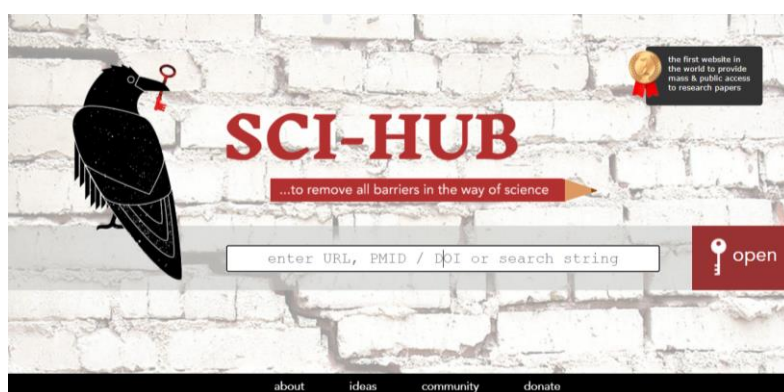 the first website in
the world to provide
mass & public access
to research papers
SCI-HUB
...to remove all barriers in the way of science
enter URL, PMID / DOI or search string
open
about ideas community donate